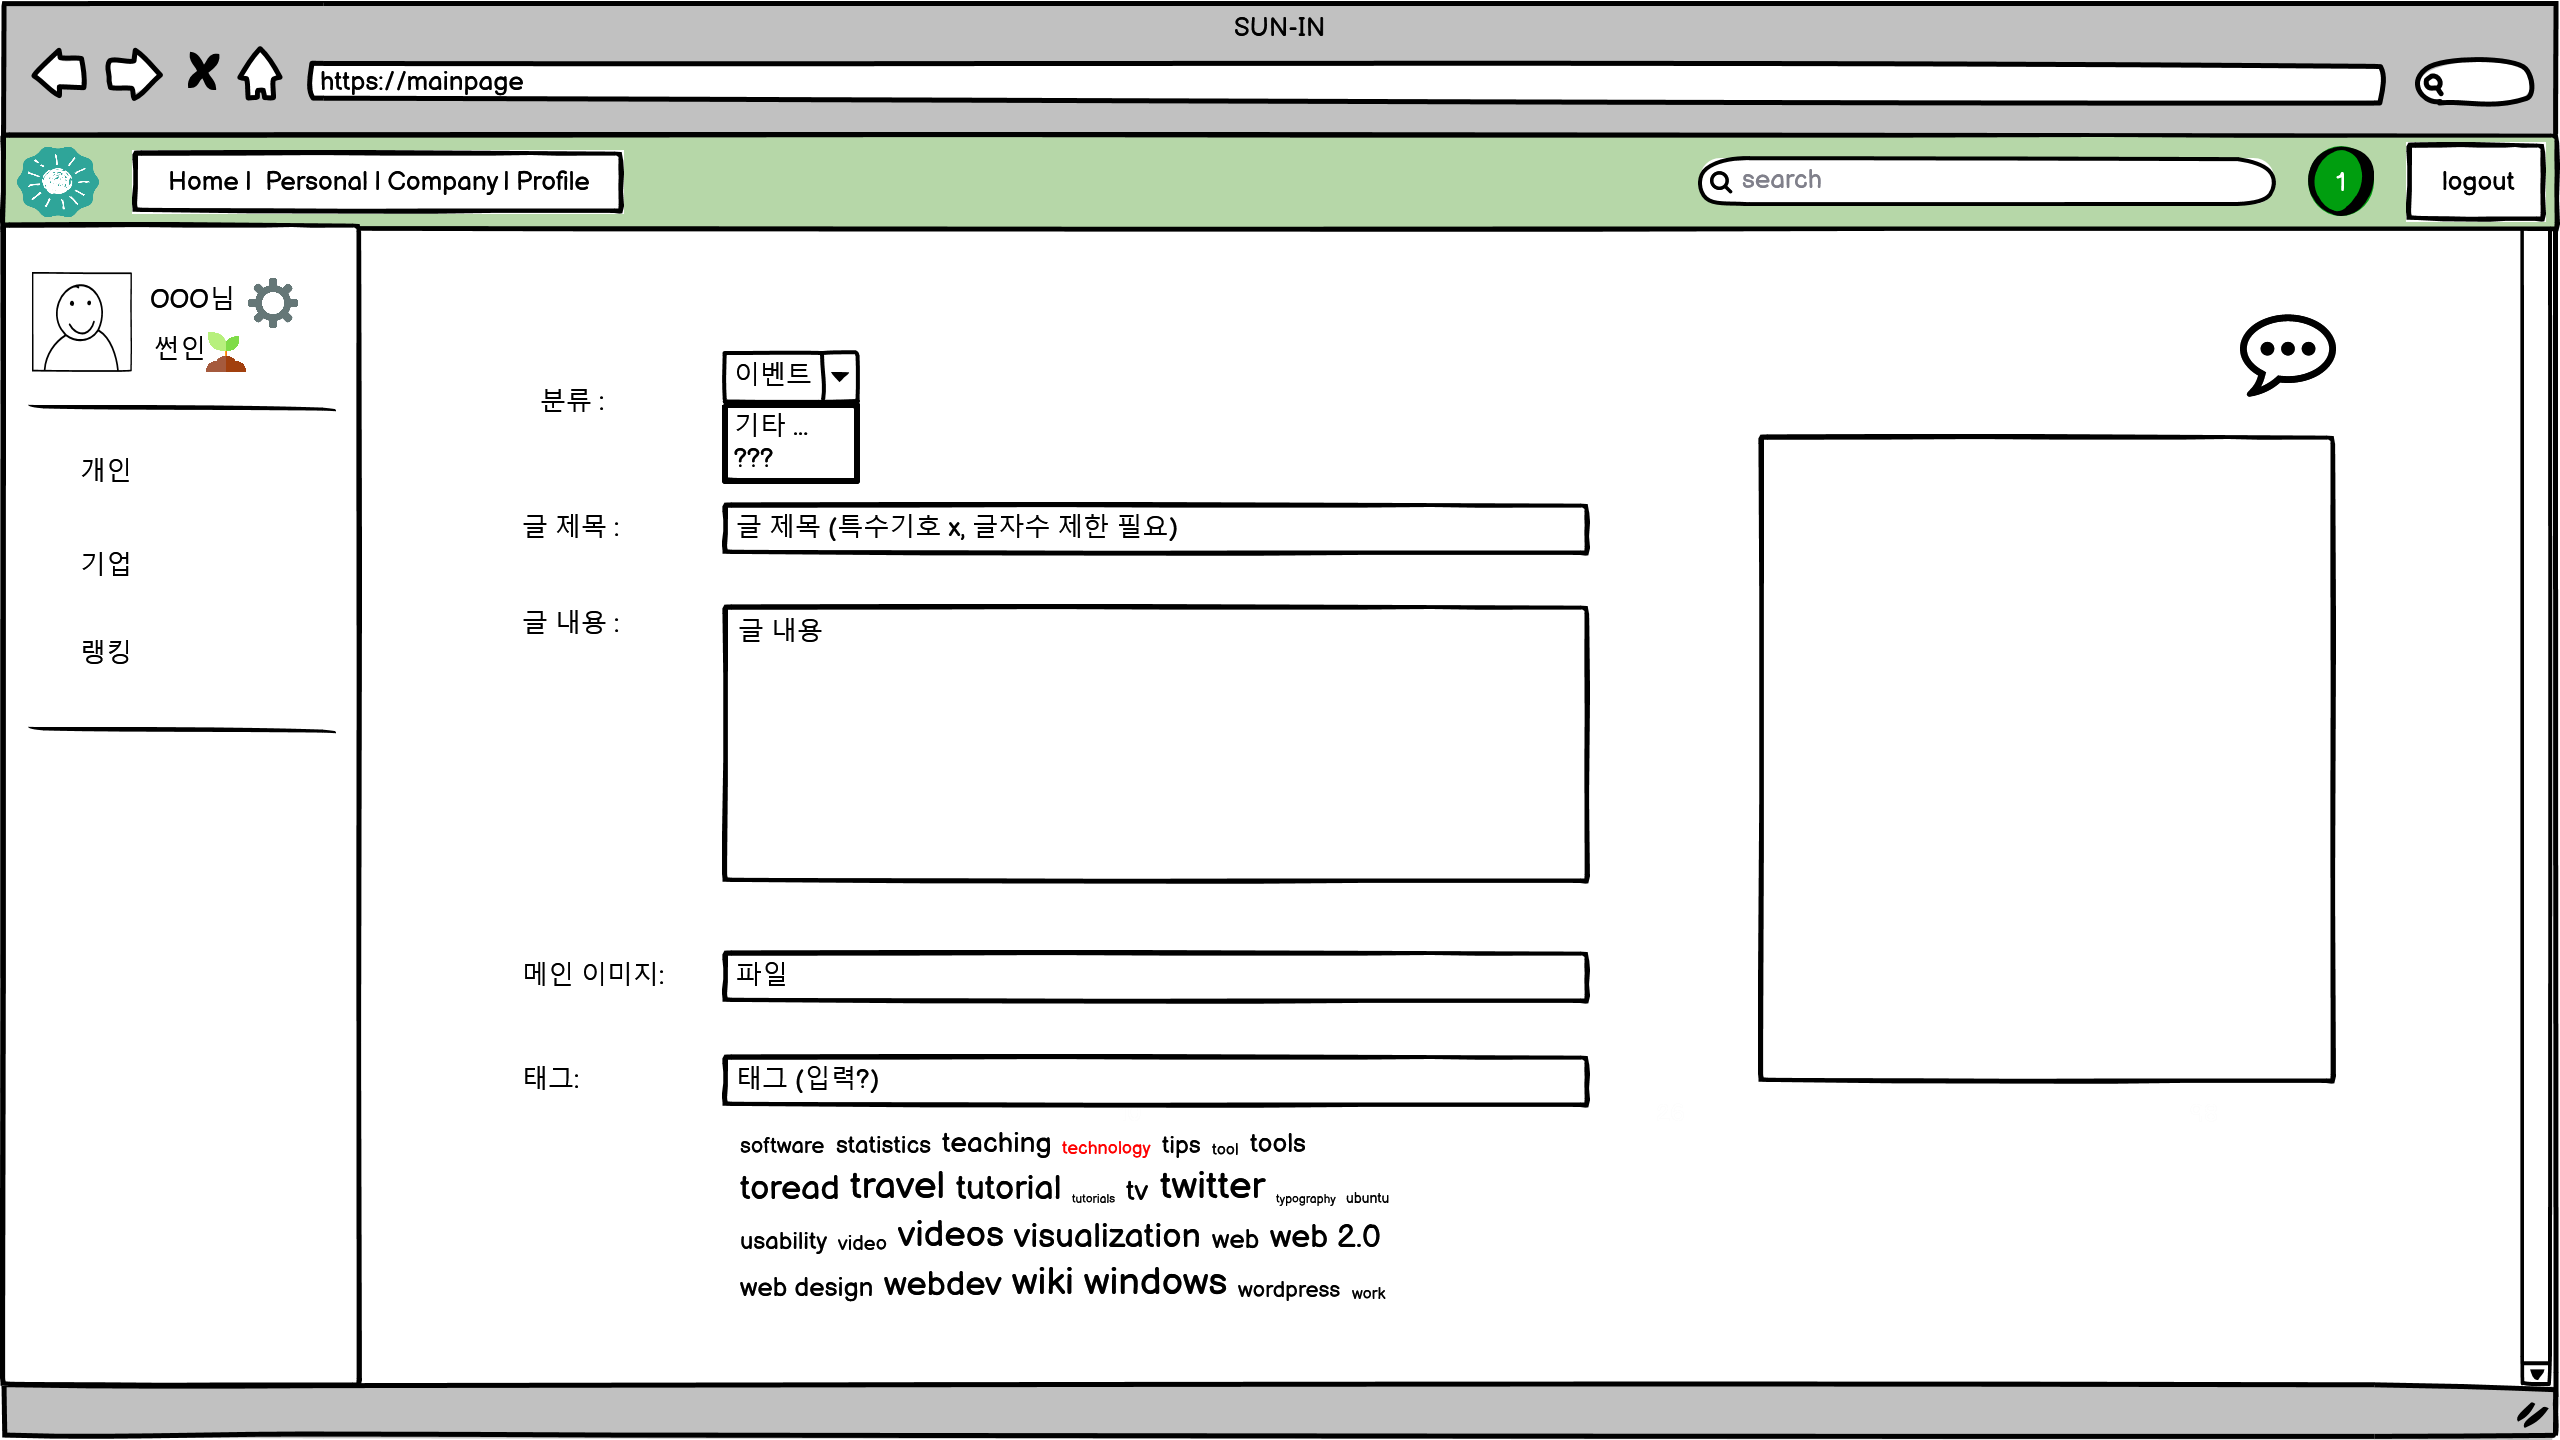 SUN-IN
https://mainpage
Home | Personal | Company | Profile
search
1
logout
OOO님
썬인
개인
기업
랭킹
분류 :
이벤트
기타 ...
???
글 제목 :
글 제목 (특수기호 x, 글자수 제한 필요)
글 내용 :
글 내용
메인 이미지:
파일
태그:
태그 (입력?)
software statistics teaching technology tips tool tools
toread travel tutorial tutorials tv twitter typography ubuntu
usability video videos visualization web web 2.0
web design webdev wiki windows wordpress work